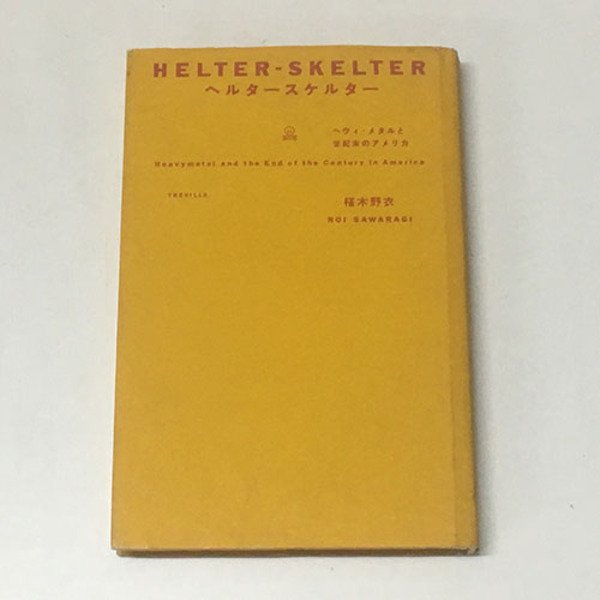 HELTER-SKELTER
ヘルタースケルター
ヘヴィ・メタルと
世紀末のアメリカ
Heavymetal and the End of the Century in America
TREVILLE
椹木野衣
NOI SAWARAGI